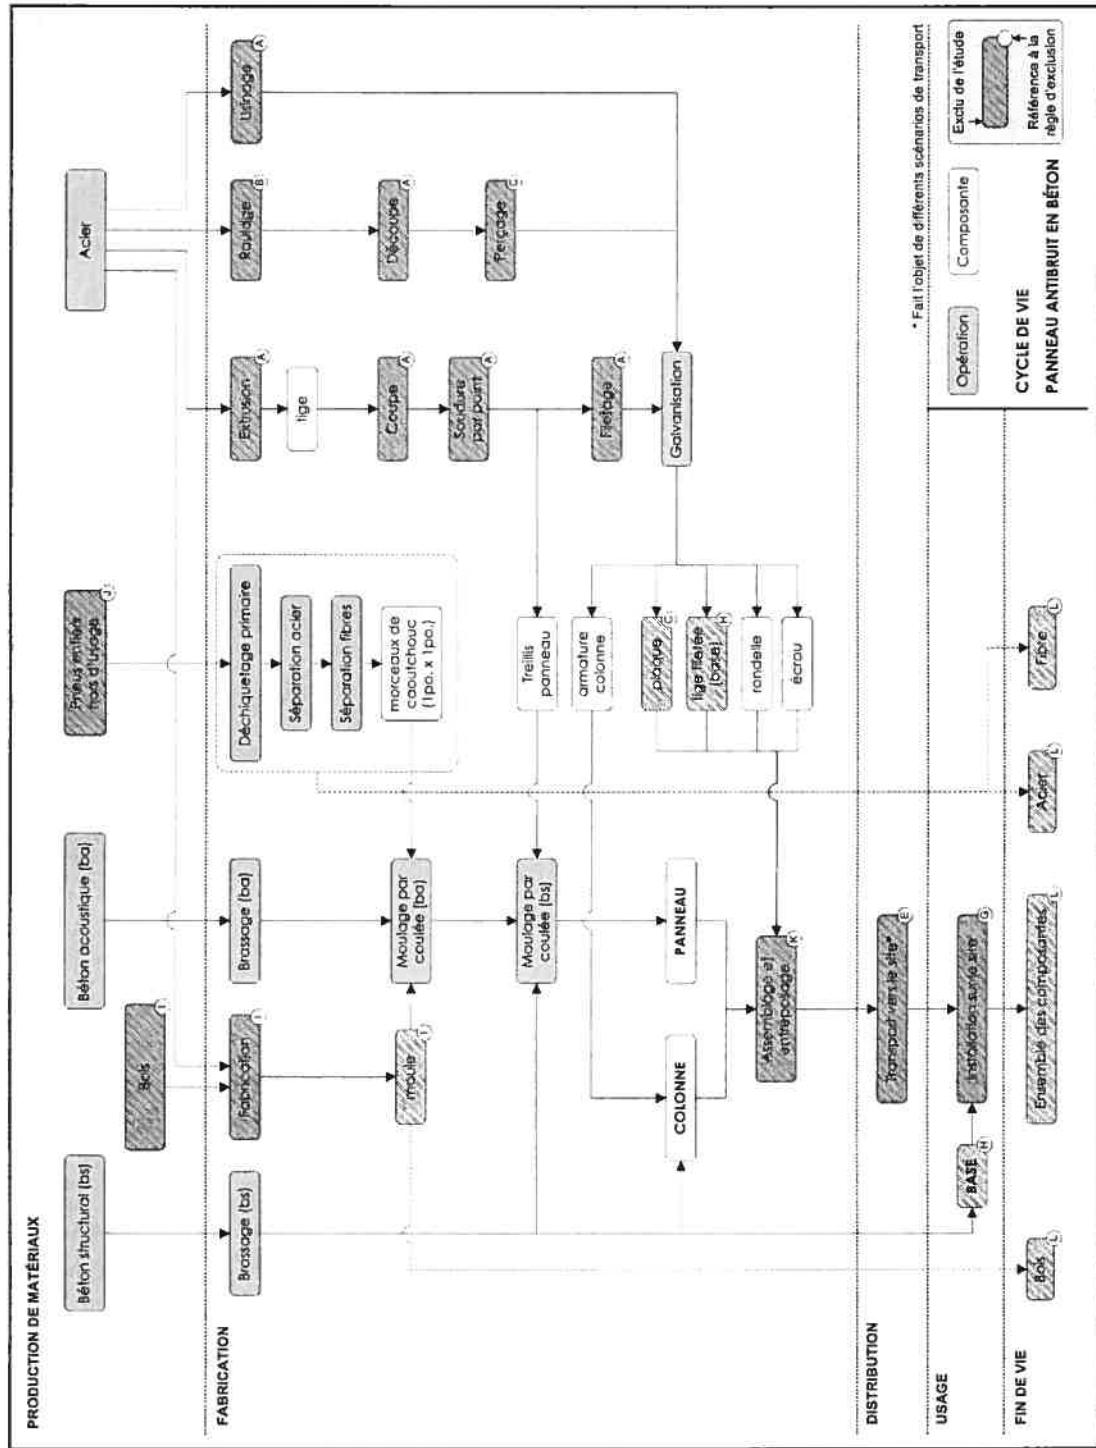 PRODUCTION DE MATÉRIAUX
Béton structural (bs)
Bois
I
Béton acoustique (ba)
Pneus entiers
hors d'usage
J
Acier
FABRICATION
Brassage (bs)
Fabrication
I
Brassage (ba)
Déchiquetage primaire
Séparation acier
Séparation fibres
morceaux de
caoutchouc
(1po. x 1po.)
Extrusion
A
Roulage
B
Usinage
A
tige
moule
I
Moulage par
coulée (ba)
Coupe
A
Découpe
A
Soudure
par point
A
Perçage
C
Moulage par
coulée (bs)
Treillis
panneau
Filetage
A
armature
colonne
Galvanisation
COLONNE
PANNEAU
plaque
C
tige filetée
(base)
H
rondelle
écrou
Assemblage et
entreposage
K
DISTRIBUTION
Transport vers le site*
E
* Fait l'objet de différents scénarios de transport
USAGE
BASE
H
Installation sur le site
G
FIN DE VIE
Bois
L
Ensemble des composantes
L
Acier
L
Fibre
L
Opération
Composante
Exclu de l'étude
Référence à la
règle d'exclusion
CYCLE DE VIE
PANNEAU ANTIBRUIT EN BÉTON